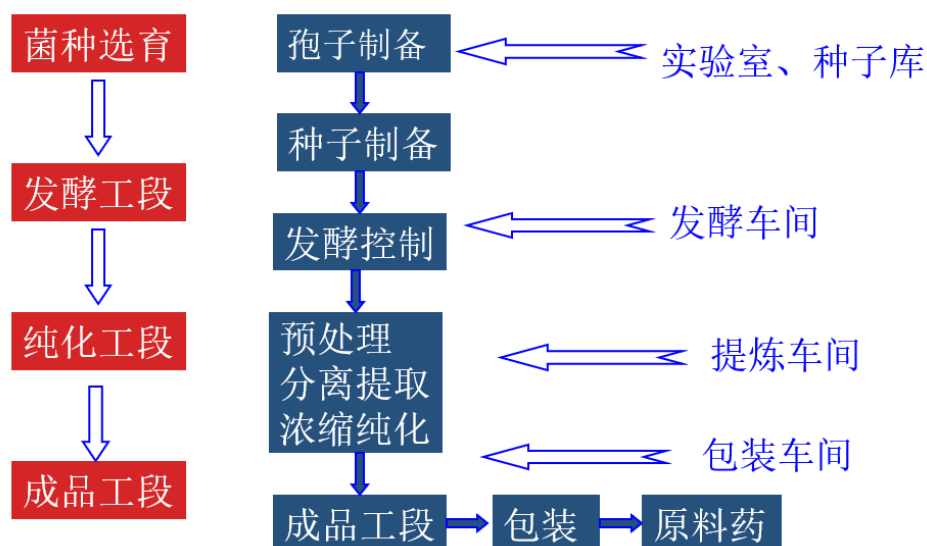 菌种选育
孢子制备
实验室、种子库
种子制备
发酵工段
发酵控制
发酵车间
纯化工段
预处理
分离提取
浓缩纯化
提炼车间
包装车间
成品工段
成品工段
包装
原料药